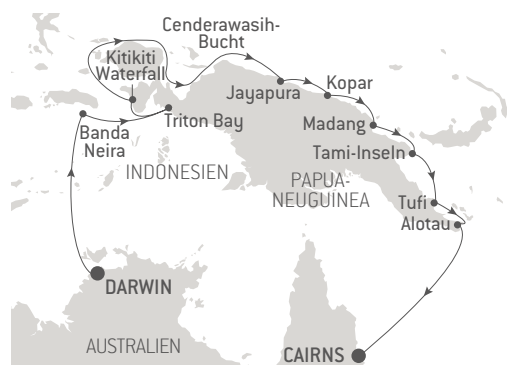 Cenderawasih-
Bucht
Kitikiti
Waterfall
Jayapura
Kopar
Banda
Neira
Triton Bay
Madang
Tami-Inseln
INDONESIEN
PAPUA-
NEUGUINEA
Tufi
Alotau
DARWIN
AUSTRALIEN
CAIRNS